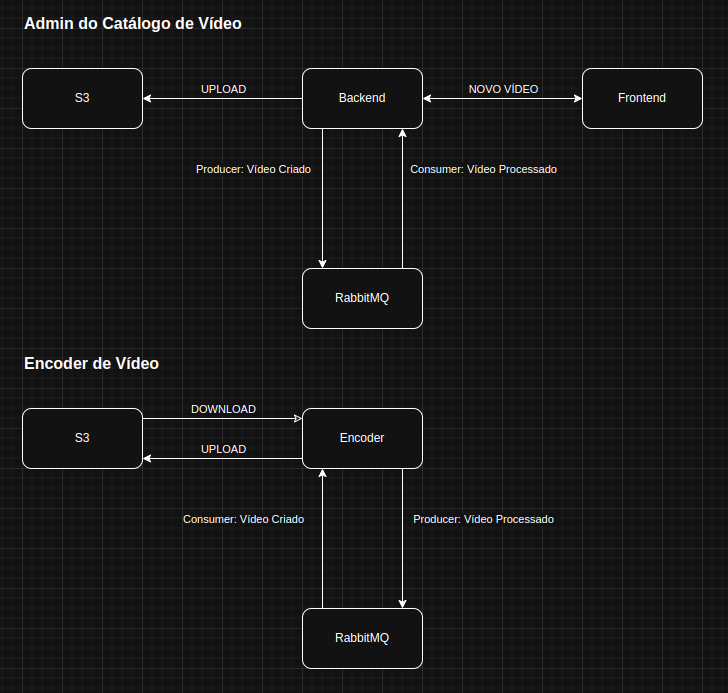 Admin do Catálogo de Vídeo
S3
UPLOAD
Backend
NOVO VÍDEO
Frontend
Producer: Vídeo Criado
Consumer: Vídeo Processado
RabbitMQ
Encoder de Vídeo
S3
DOWNLOAD
UPLOAD
Encoder
Consumer: Vídeo Criado
Producer: Vídeo Processado
RabbitMQ